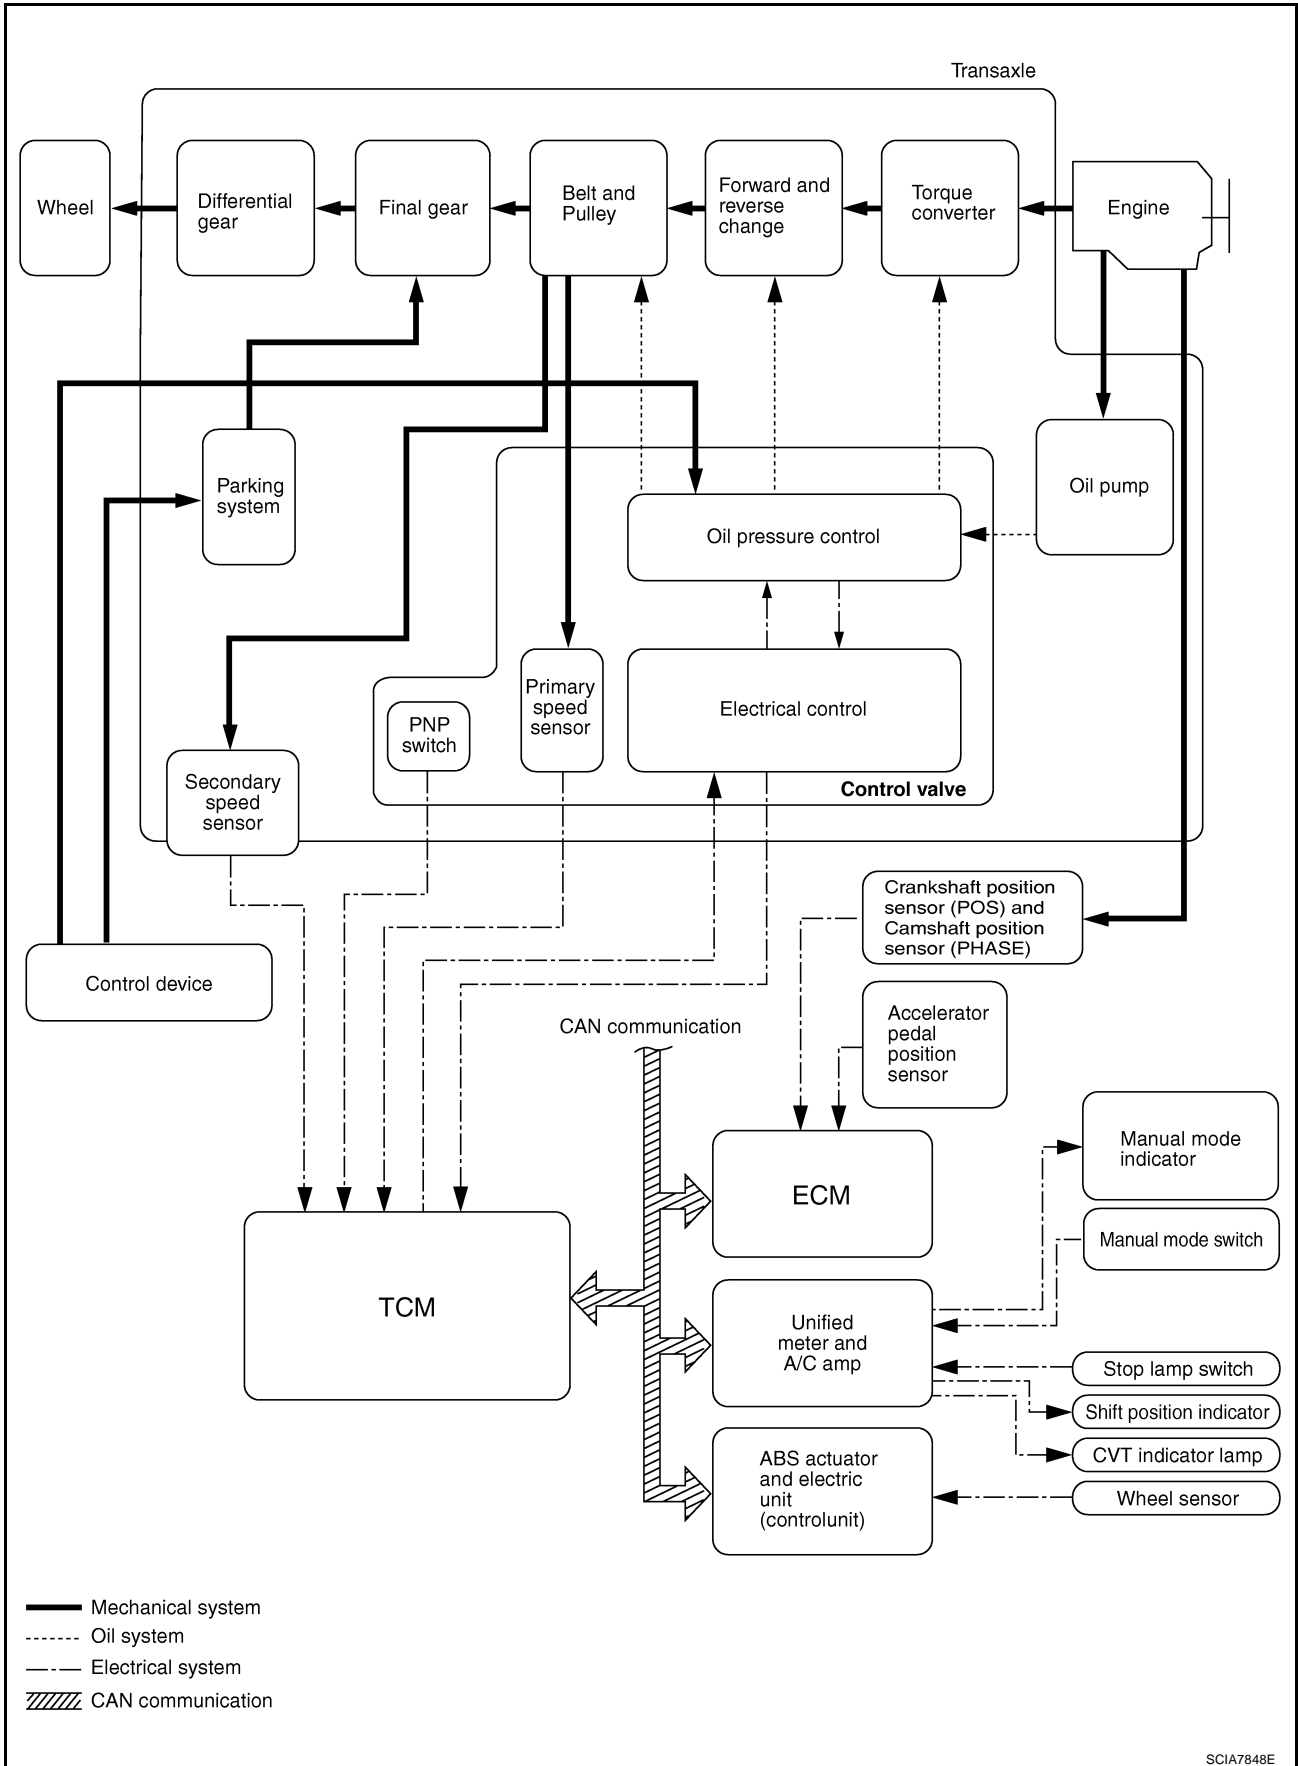 Transaxle
Wheel
Differential
gear
Final gear
Belt and
Pulley
Forward and
reverse
change
Torque
converter
Engine
Parking
system
Oil pump
Oil pressure control
Primary
speed
sensor
Electrical control
PNP
switch
Control valve
Secondary
speed
sensor
Crankshaft position
sensor (POS) and
Camshaft position
sensor (PHASE)
Control device
CAN communication
Accelerator
pedal
position
sensor
Manual mode
indicator
ECM
Manual mode switch
TCM
Unified
meter and
A/C amp
Stop lamp switch
Shift position indicator
CVT indicator lamp
ABS actuator
and electric
unit
(controlunit)
Wheel sensor
Mechanical system
Oil system
Electrical system
CAN communication
SCIA7848E